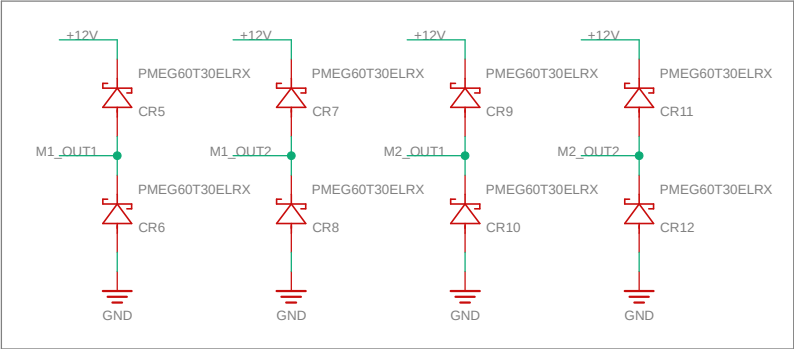 +12V +12V +12V +12V
PMEG60T30ELRX PMEG60T30ELRX PMEG60T30ELRX PMEG60T30ELRX
CR5 CR7 CR9 CR11
M1_OUT1 M1_OUT2 M2_OUT1 M2_OUT2
PMEG60T30ELRX PMEG60T30ELRX PMEG60T30ELRX PMEG60T30ELRX
CR6 CR8 CR10 CR12
GND GND GND GND